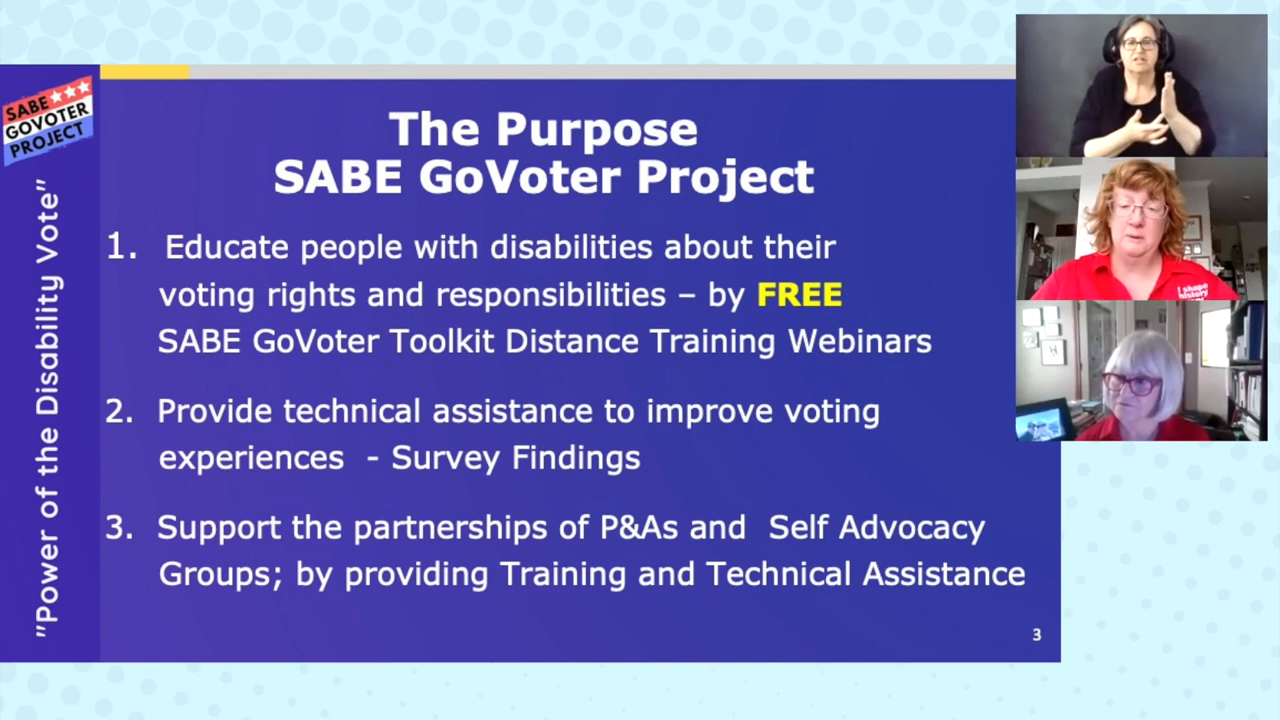 SABE
GOVOTER
PROJECT
"Power of the Disability Vote"
The Purpose
SABE GoVoter Project
1. Educate people with disabilities about their
voting rights and responsibilities – by FREE
SABE GoVoter Toolkit Distance Training Webinars
2. Provide technical assistance to improve voting
experiences - Survey Findings
3. Support the partnerships of P&As and Self Advocacy
Groups; by providing Training and Technical Assistance
3
I shape
history